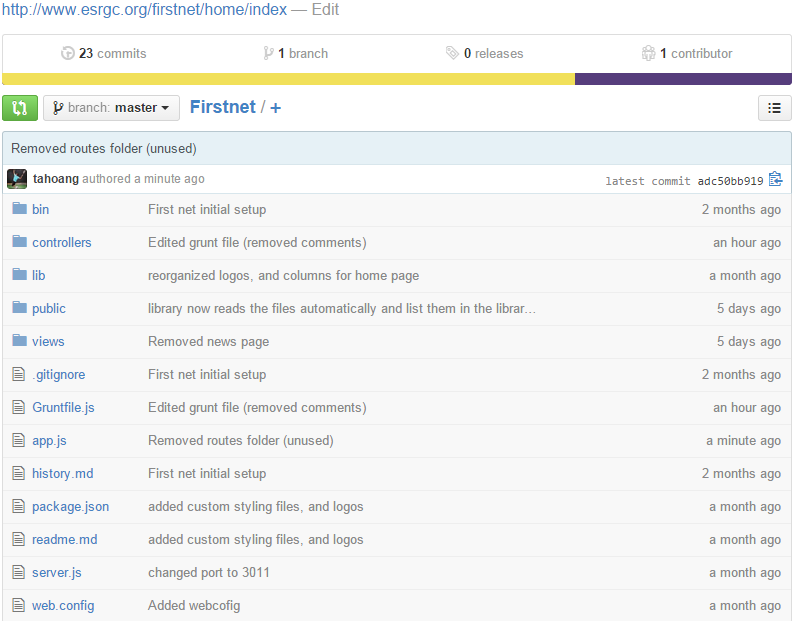 http://www.esrgc.org/firstnet/home/index — Edit
23 commits 1 branch 0 releases 1 contributor
branch: master Firstnet / +
Removed routes folder (unused)
tahoang authored a minute ago latest commit adc50bb919
bin First net initial setup 2 months ago
controllers Edited grunt file (removed comments) an hour ago
lib reorganized logos, and columns for home page a month ago
public library now reads the files automatically and list them in the librar... 5 days ago
views Removed news page 5 days ago
.gitignore First net initial setup 2 months ago
Gruntfile.js Edited grunt file (removed comments) an hour ago
app.js Removed routes folder (unused) a minute ago
history.md First net initial setup 2 months ago
package.json added custom styling files, and logos a month ago
readme.md added custom styling files, and logos a month ago
server.js changed port to 3011 a month ago
web.config Added webcofig a month ago